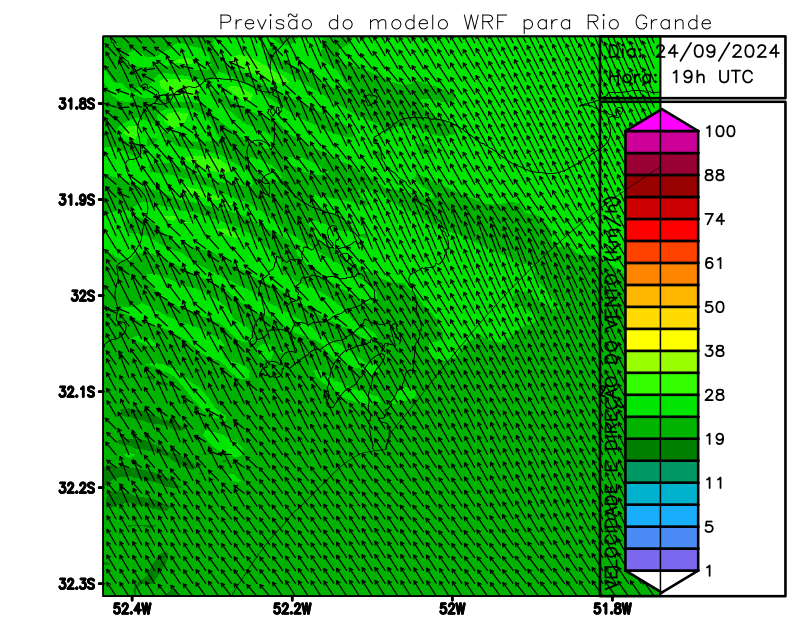 Previsão do modelo WRF para Rio Grande
Dia: 24/09/2024
Hora: 19h UTC
31.8S
31.9S
32S
32.1S
32.2S
32.3S
52.4W
52.2W
52W
51.8W
VELOCIDADE E DIREÇÃO DO VENTO (km/h)
100
88
74
61
50
38
28
19
11
5
1